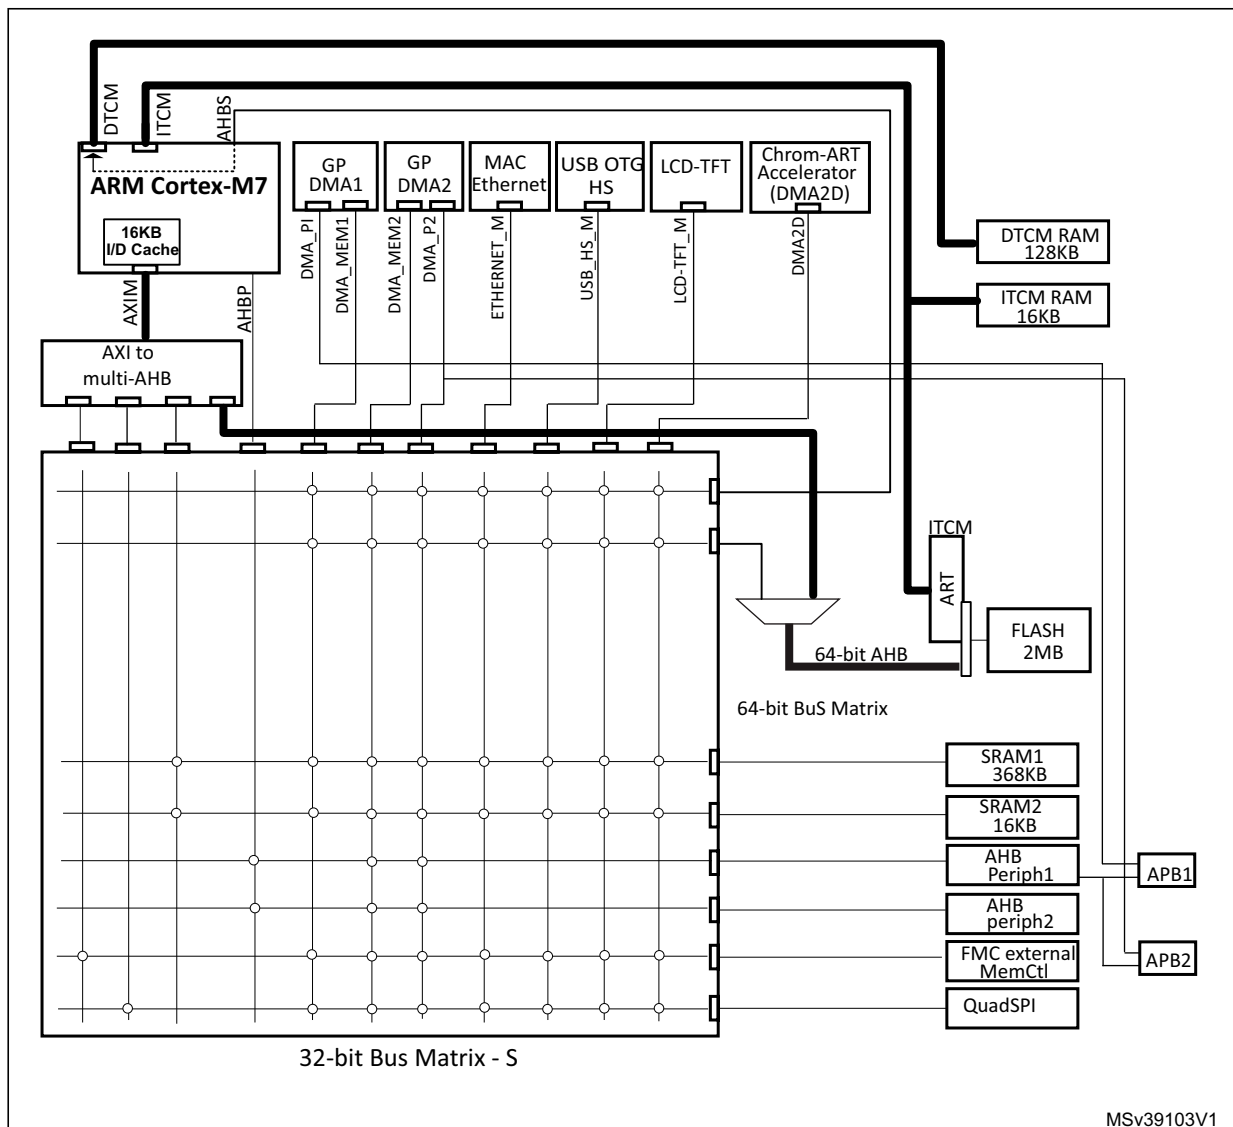 DTCM
ITCM
AHBS
ARM Cortex-M7
16KB
I/D Cache
GP
DMA1
GP
DMA2
MAC
Ethernet
USB OTG
HS
LCD-TFT
Chrom-ART
Accelerator
(DMA2D)
AXIM
AHBP
DMA_PI
DMA_MEM1
DMA_MEM2
DMA_P2
ETHERNET_M
USB_HS_M
LCD-TFT_M
DMA2D
DTCM RAM
128KB
ITCM RAM
16KB
AXI to
multi-AHB
ITCM
ART
FLASH
2MB
64-bit AHB
64-bit BuS Matrix
SRAM1
368KB
SRAM2
16KB
AHB
Periph1
APB1
AHB
periph2
FMC external
MemCtl
APB2
QuadSPI
32-bit Bus Matrix - S
MSv39103V1